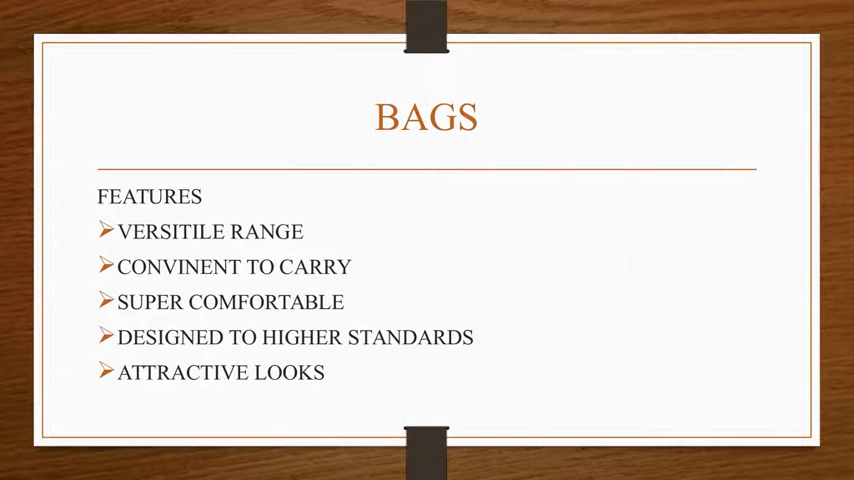 BAGS
FEATURES
VERSITILE RANGE
CONVINENT TO CARRY
SUPER COMFORTABLE
DESIGNED TO HIGHER STANDARDS
ATTRACTIVE LOOKS